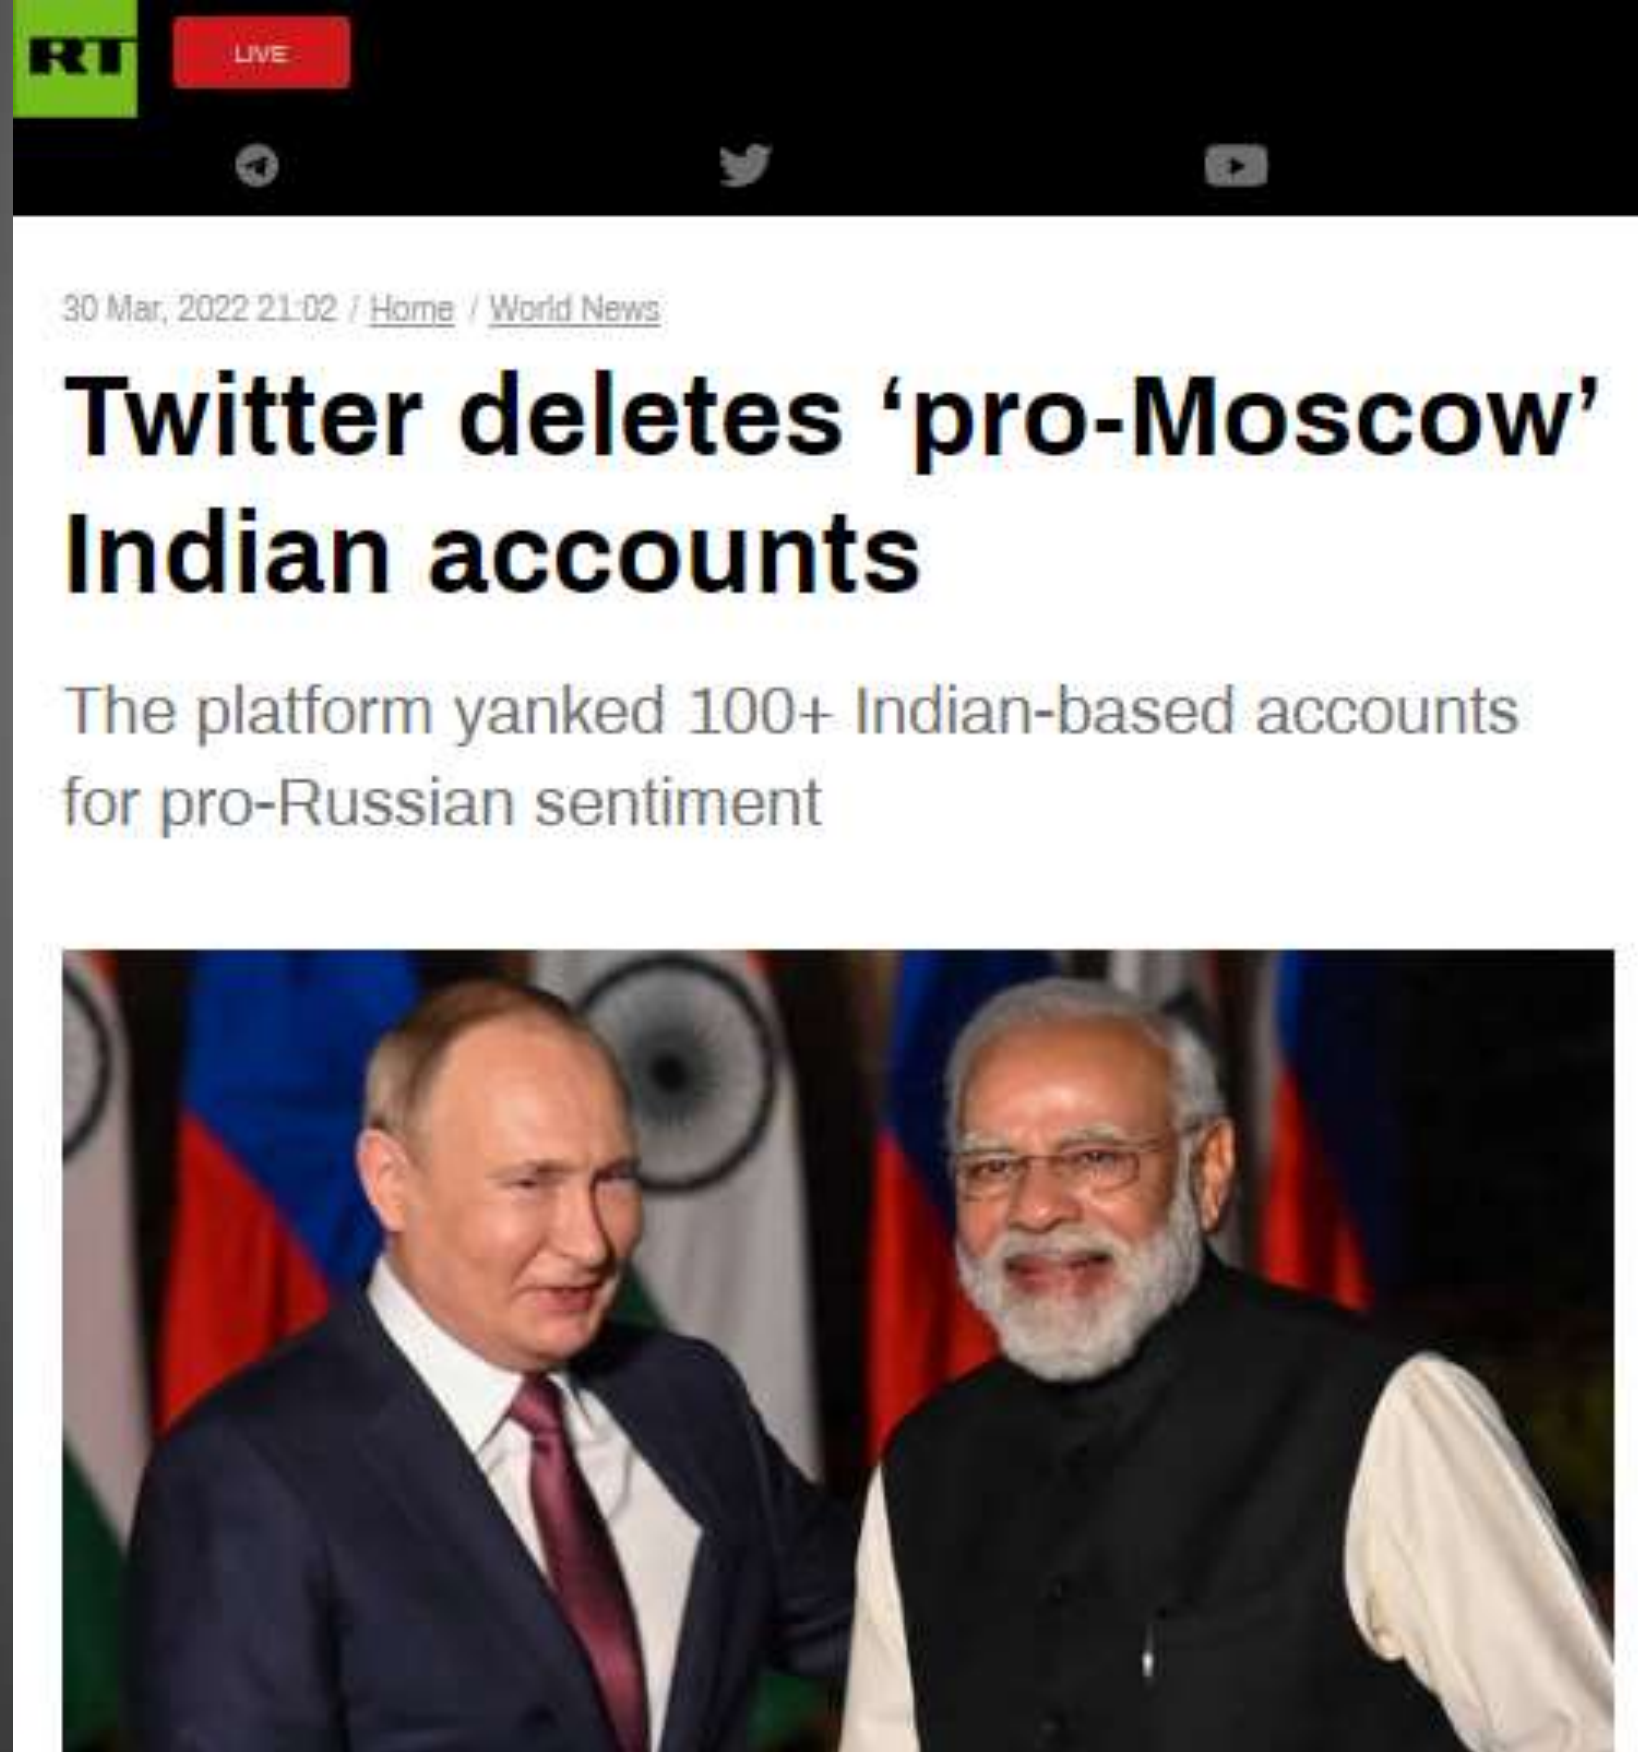 RT
LIVE
30 Mar, 2022 21:02 / Home / World News
Twitter deletes ‘pro-Moscow’
Indian accounts
The platform yanked 100+ Indian-based accounts
for pro-Russian sentiment